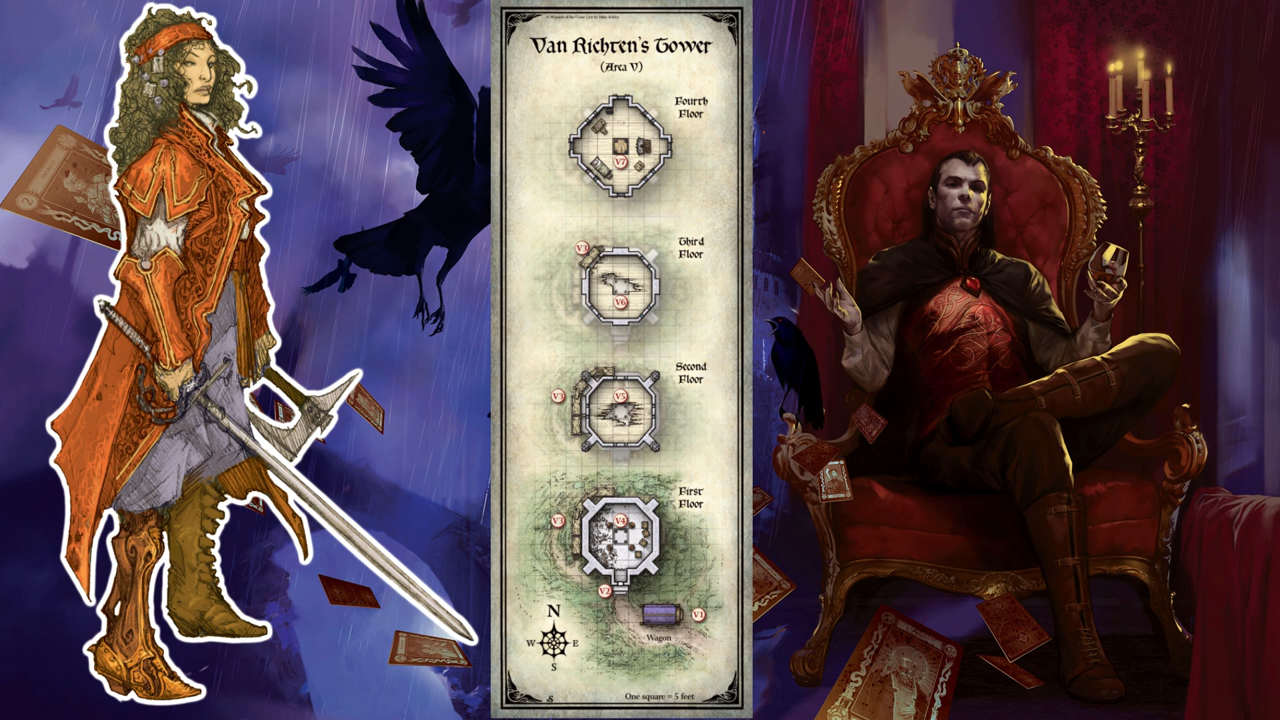 Van Richten's Tower
(Area V)
Fourth
Floor
V7
Third
Floor
V3
V6
Second
Floor
V3
V5
First
Floor
V3
V4
V2
V1
Wagon
N
W E
S
One square = 5 feet